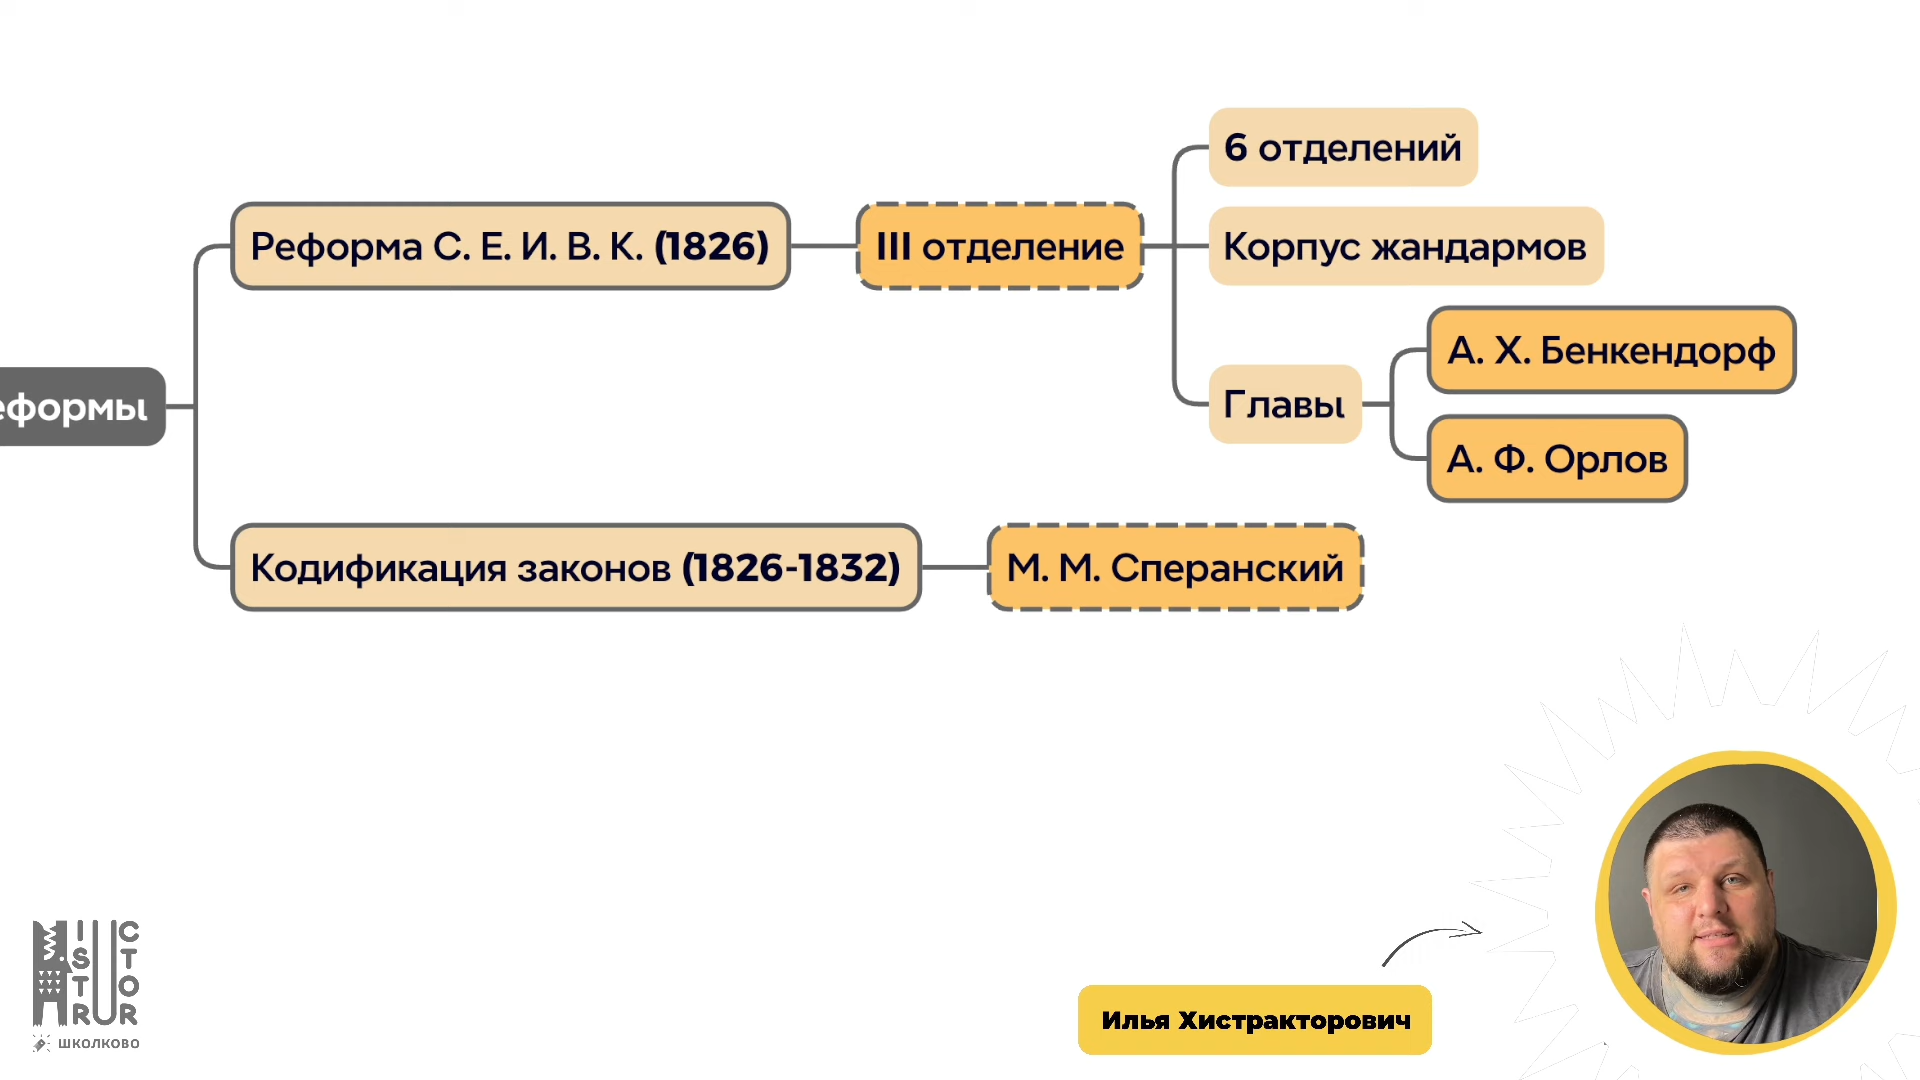 6 отделений
Реформа С. Е. И. В. К. (1826)
III отделение
Корпус жандармов
А. Х. Бенкендорф
еформы
Главы
А. Ф. Орлов
Кодификация законов (1826-1832)
М. М. Сперанский
HISTRUCTOR
ШКОЛКОВО
Илья Хистракторович